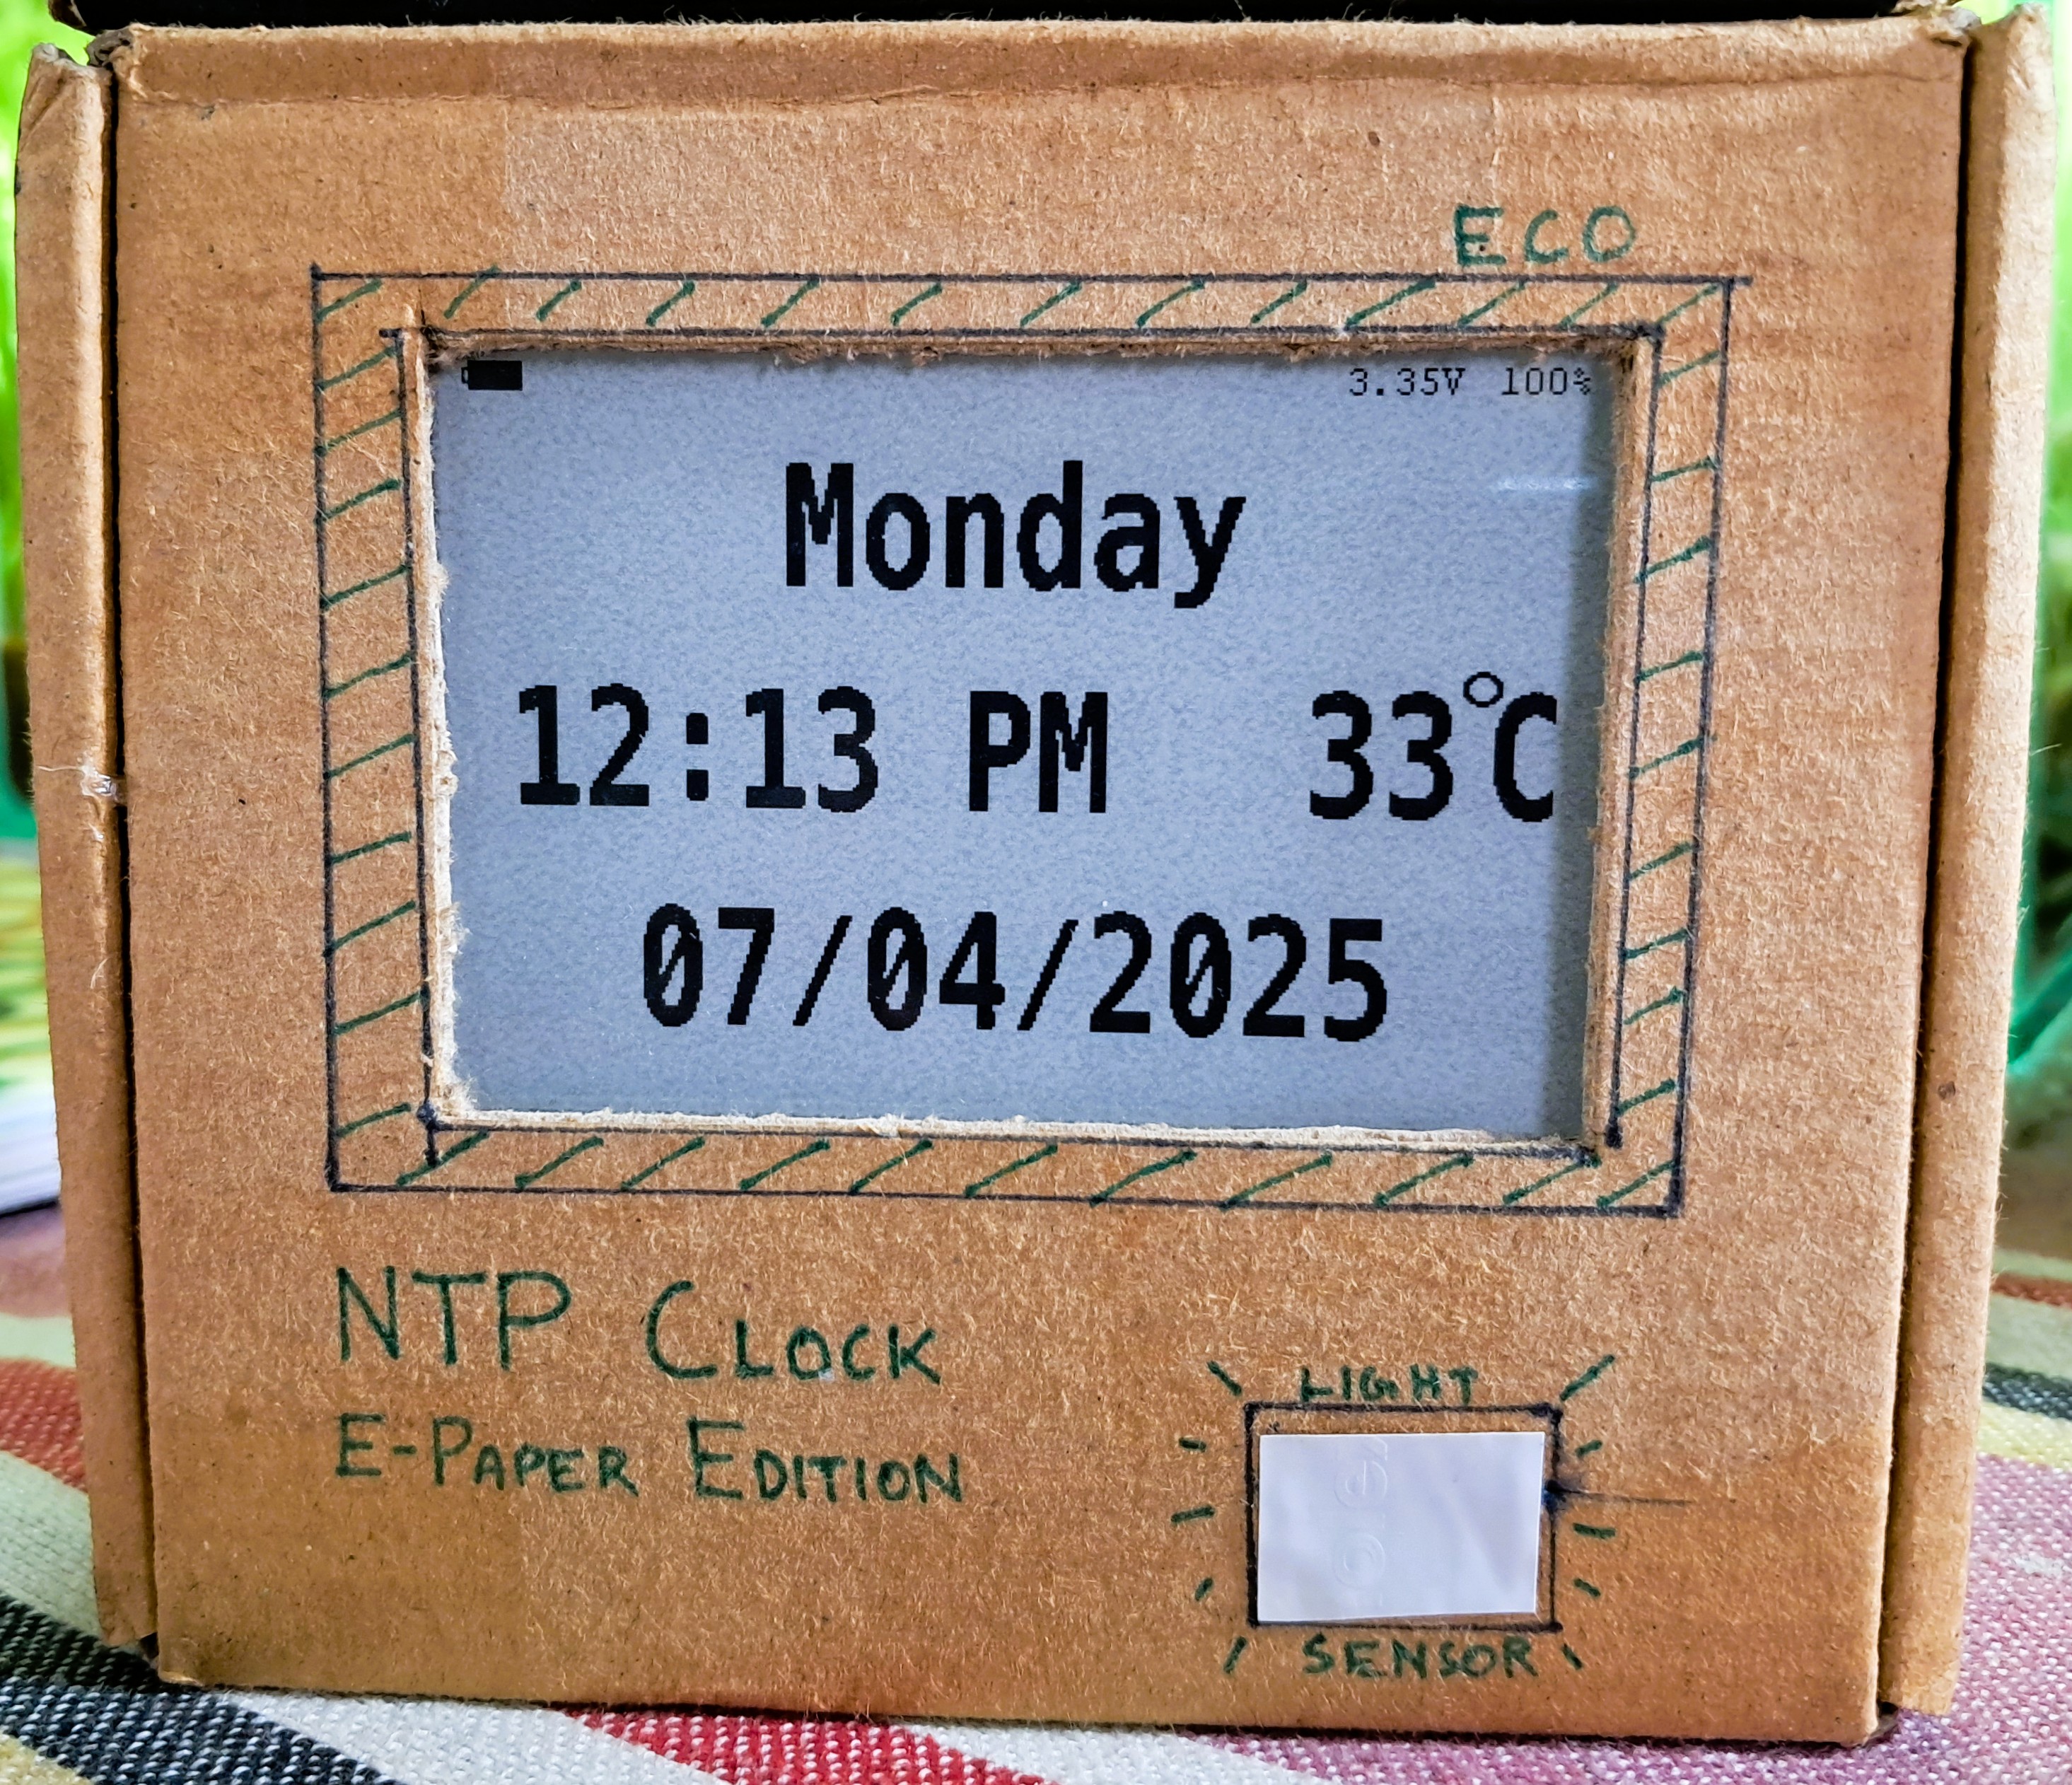 ECO
3.35V 100%
Monday
12:13 PM 33°C
07/04/2025
NTP CLOCK
E-PAPER EDITION
LIGHT
SENSOR